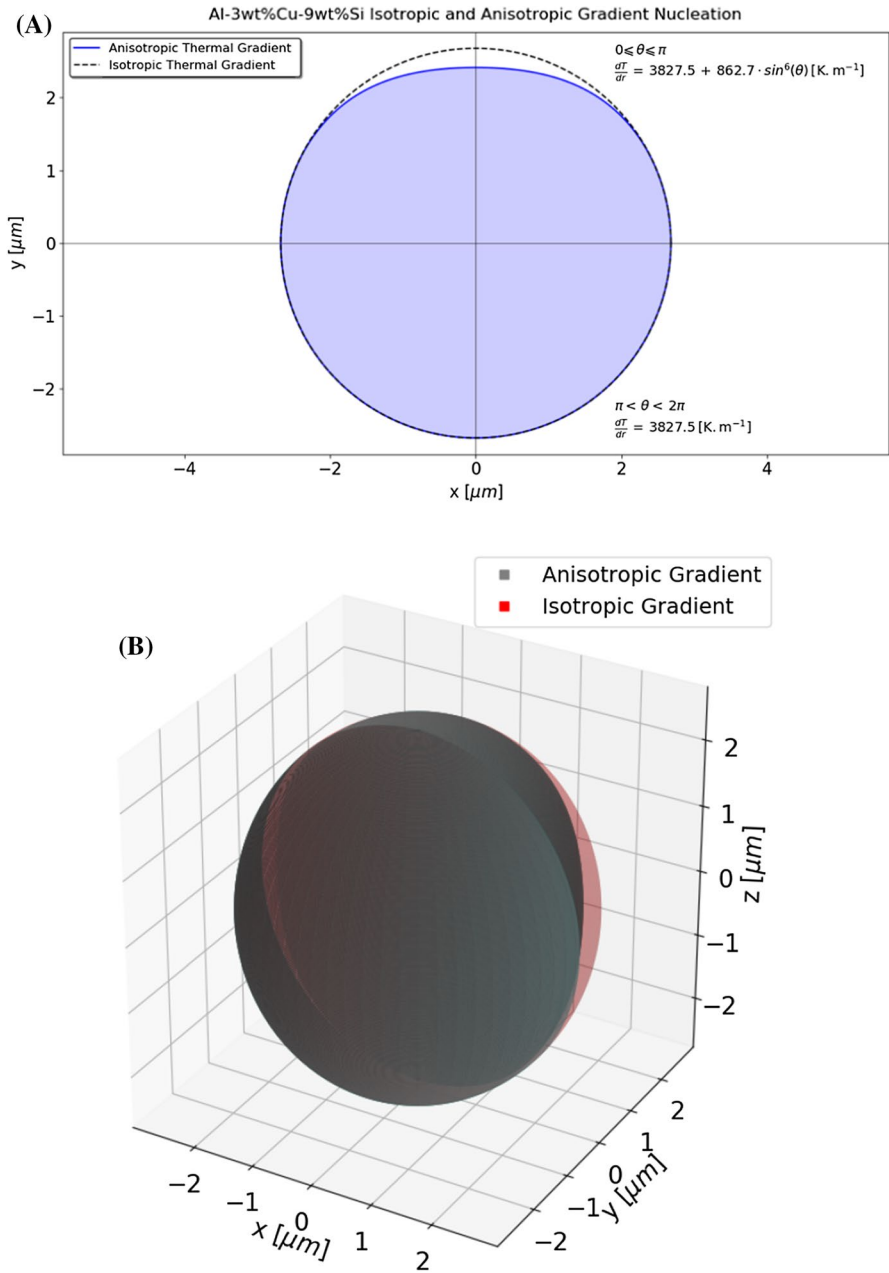 (A)
Al-3wt%Cu-9wt%Si Isotropic and Anisotropic Gradient Nucleation
Anisotropic Thermal Gradient
Isotropic Thermal Gradient
0⩽θ⩽π
dT/dr = 3827.5 + 862.7 · sin⁶(θ) [K. m⁻¹]
2
1
0
−1
−2
y [μm]
π < θ < 2π
dT/dr = 3827.5 [K. m⁻¹]
−4
−2
0
2
4
x [μm]
(B)
Anisotropic Gradient
Isotropic Gradient
2
1
0
−1
−2
z [μm]
2
1
0
−1
−2
y [μm]
−2
−1
0
1
2
x [μm]